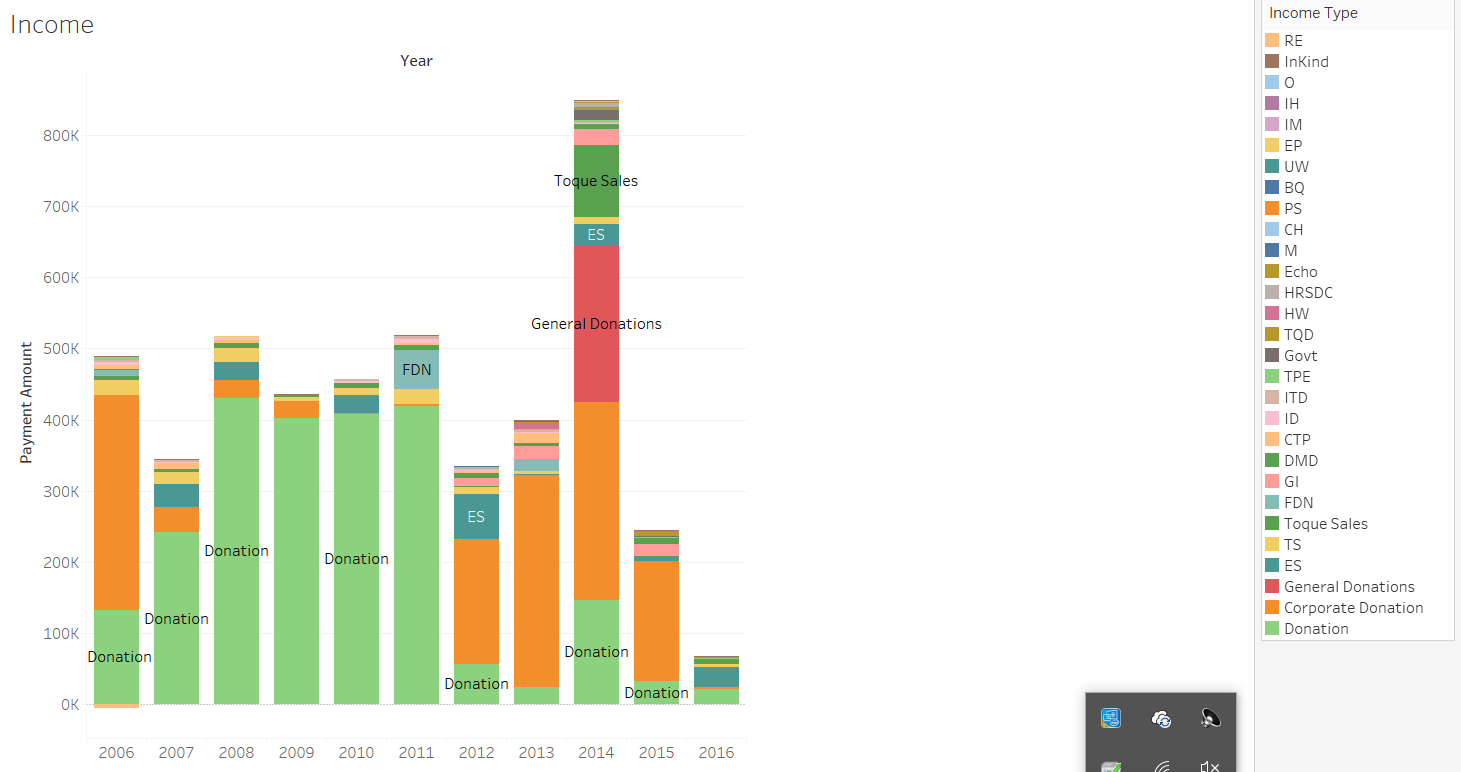 Income
Year
Payment Amount
800K
700K
600K
500K
400K
300K
200K
100K
0K
Toque Sales
ES
General Donations
FDN
Donation
Donation
Donation
ES
Donation
Donation
Donation
Donation
Donation
2006 2007 2008 2009 2010 2011 2012 2013 2014 2015 2016
Income Type
RE
InKind
O
IH
IM
EP
UW
BQ
PS
CH
M
Echo
HRSDC
HW
TQD
Govt
TPE
ITD
ID
CTP
DMD
GI
FDN
Toque Sales
TS
ES
General Donations
Corporate Donation
Donation